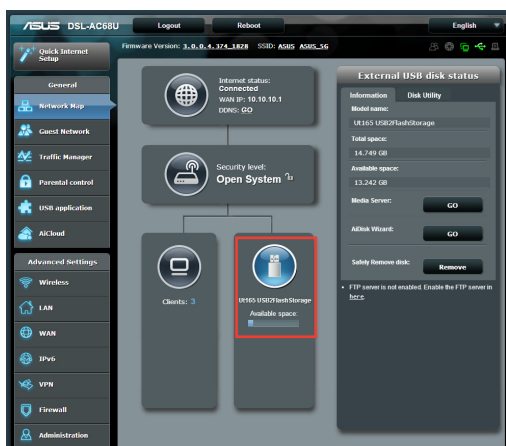 ASUS DSL-AC68U Logout Reboot English
Quick Internet Setup
Firmware Version: 3.0.0.4.374_1828 SSID: ASUS ASUS_5G
General
Network Map
Guest Network
Traffic Manager
Parental control
USB application
AiCloud
Advanced Settings
Wireless
LAN
WAN
IPv6
VPN
Firewall
Administration
Internet status:
Connected
WAN IP: 10.10.10.1
DDNS: GO
Security level:
Open System
Clients: 3
Ut165 USB2FlashStorage
Available space:
External USB disk status
Information Disk Utility
Model name:
Ut165 USB2FlashStorage
Total space:
14.749 GB
Available space:
13.242 GB
Media Server: GO
AiDisk Wizard: GO
Safely Remove disk: Remove
• FTP server is not enabled. Enable the FTP server in
here.